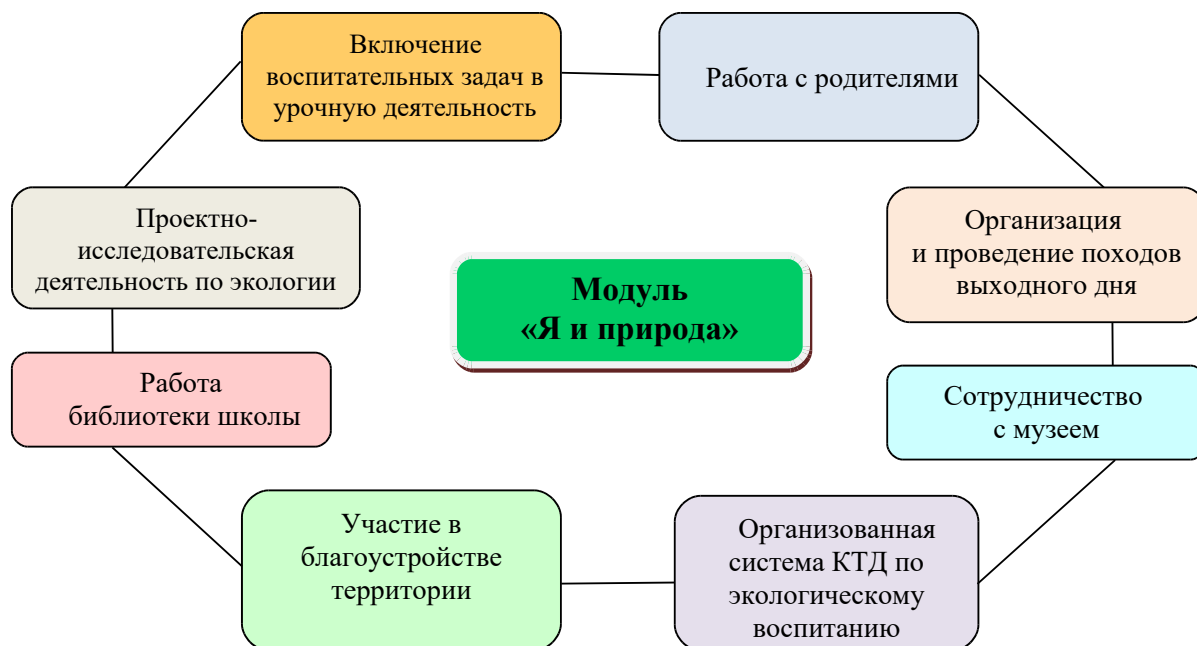 Включение
воспитательных задач в
урочную деятельность
Работа с родителями
Проектно-
исследовательская
деятельность по экологии
Организация
и проведение походов
выходного дня
Модуль
«Я и природа»
Работа
библиотеки школы
Сотрудничество
с музеем
Участие в
благоустройстве
территории
Организованная
система КТД по
экологическому
воспитанию